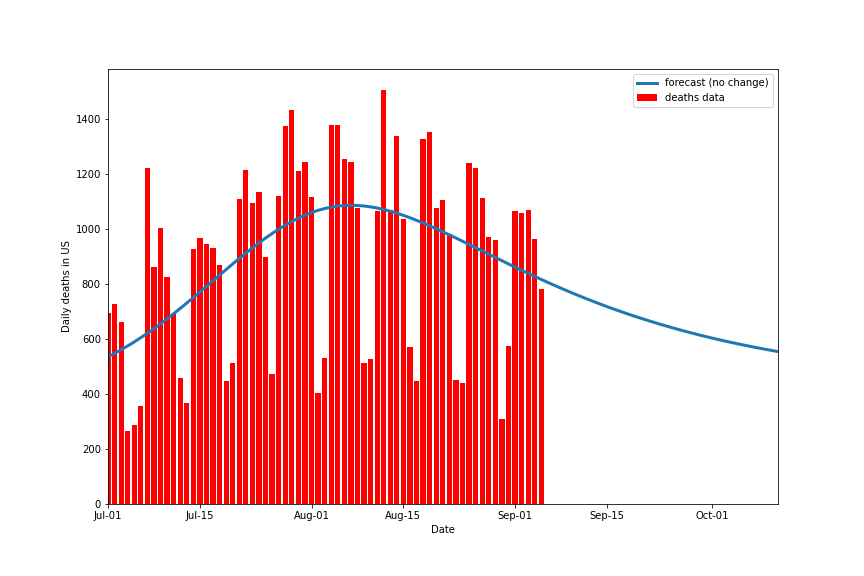 forecast (no change)
deaths data
Daily deaths in US
1400
1200
1000
800
600
400
200
0
Jul-01 Jul-15 Aug-01 Aug-15 Sep-01 Sep-15 Oct-01
Date